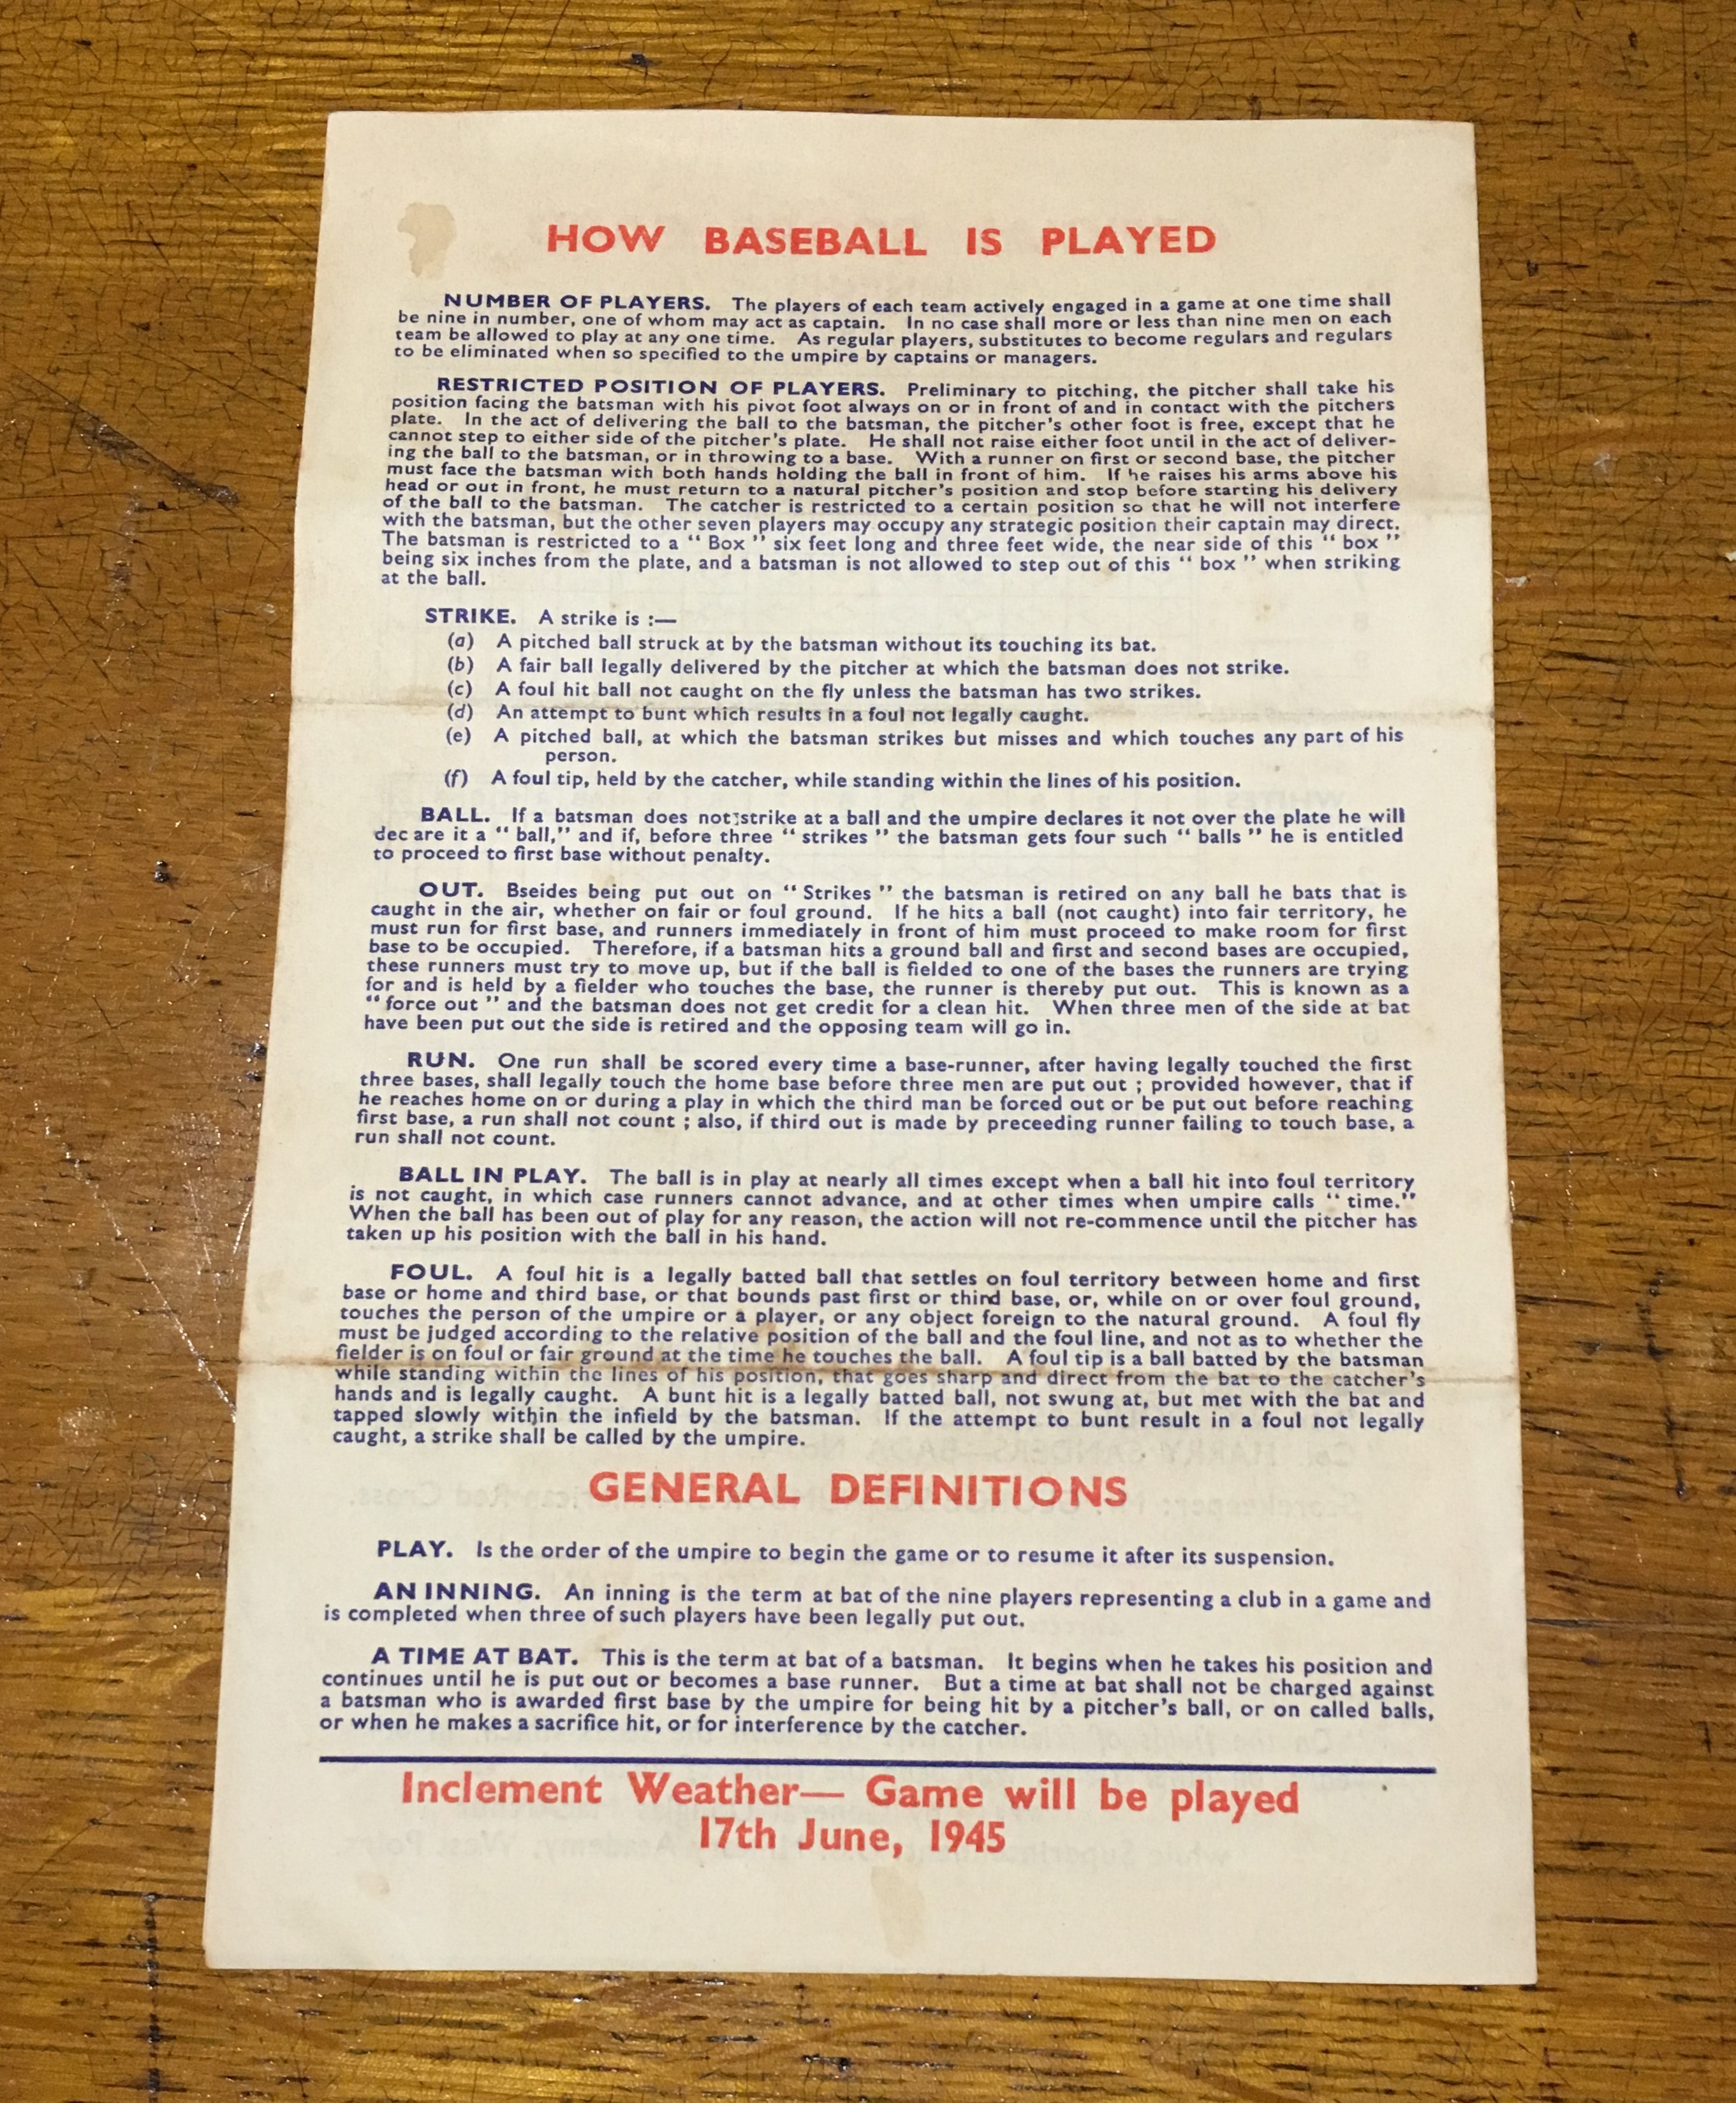 HOW BASEBALL IS PLAYED
NUMBER OF PLAYERS. The players of each team actively engaged in a game at one time shall
be nine in number, one of whom may act as captain. In no case shall more or less than nine men on each
team be allowed to play at any one time. As regular players, substitutes to become regulars and regulars
to be eliminated when so specified to the umpire by captains or managers.
RESTRICTED POSITION OF PLAYERS. Preliminary to pitching, the pitcher shall take his
position facing the batsman with his pivot foot always on or in front of and in contact with the pitchers
plate. In the act of delivering the ball to the batsman, the pitcher's other foot is free, except that he
cannot step to either side of the pitcher's plate. He shall not raise either foot until in the act of deliver-
ing the ball to the batsman, or in throwing to a base. With a runner on first or second base, the pitcher
must face the batsman with both hands holding the ball in front of him. If he raises his arms above his
head or out in front, he must return to a natural pitcher's position and stop before starting his delivery
of the ball to the batsman. The catcher is restricted to a certain position so that he will not interfere
with the batsman, but the other seven players may occupy any strategic position their captain may direct.
The batsman is restricted to a “ Box ” six feet long and three feet wide, the near side of this “ box ”
being six inches from the plate, and a batsman is not allowed to step out of this “ box ” when striking
at the ball.
STRIKE. A strike is :—
(a) A pitched ball struck at by the batsman without its touching its bat.
(b) A fair ball legally delivered by the pitcher at which the batsman does not strike.
(c) A foul hit ball not caught on the fly unless the batsman has two strikes.
(d) An attempt to bunt which results in a foul not legally caught.
(e) A pitched ball, at which the batsman strikes but misses and which touches any part of his
person.
(f) A foul tip, held by the catcher, while standing within the lines of his position.
BALL. If a batsman does not strike at a ball and the umpire declares it not over the plate he will
dec are it a “ ball,” and if, before three “ strikes ” the batsman gets four such “ balls ” he is entitled
to proceed to first base without penalty.
OUT. Bseides being put out on “ Strikes ” the batsman is retired on any ball he bats that is
caught in the air, whether on fair or foul ground. If he hits a ball (not caught) into fair territory, he
must run for first base, and runners immediately in front of him must proceed to make room for first
base to be occupied. Therefore, if a batsman hits a ground ball and first and second bases are occupied,
these runners must try to move up, but if the ball is fielded to one of the bases the runners are trying
for and is held by a fielder who touches the base, the runner is thereby put out. This is known as a
“ force out ” and the batsman does not get credit for a clean hit. When three men of the side at bat
have been put out the side is retired and the opposing team will go in.
RUN. One run shall be scored every time a base-runner, after having legally touched the first
three bases, shall legally touch the home base before three men are put out ; provided however, that if
he reaches home on or during a play in which the third man be forced out or be put out before reaching
first base, a run shall not count ; also, if third out is made by preceeding runner failing to touch base, a
run shall not count.
BALL IN PLAY. The ball is in play at nearly all times except when a ball hit into foul territory
is not caught, in which case runners cannot advance, and at other times when umpire calls “ time.”
When the ball has been out of play for any reason, the action will not re-commence until the pitcher has
taken up his position with the ball in his hand.
FOUL. A foul hit is a legally batted ball that settles on foul territory between home and first
base or home and third base, or that bounds past first or third base, or, while on or over foul ground,
touches the person of the umpire or a player, or any object foreign to the natural ground. A foul fly
must be judged according to the relative position of the ball and the foul line, and not as to whether the
fielder is on foul or fair ground at the time he touches the ball. A foul tip is a ball batted by the batsman
while standing within the lines of his position, that goes sharp and direct from the bat to the catcher's
hands and is legally caught. A bunt hit is a legally batted ball, not swung at, but met with the bat and
tapped slowly within the infield by the batsman. If the attempt to bunt result in a foul not legally
caught, a strike shall be called by the umpire.
GENERAL DEFINITIONS
PLAY. Is the order of the umpire to begin the game or to resume it after its suspension.
AN INNING. An inning is the term at bat of the nine players representing a club in a game and
is completed when three of such players have been legally put out.
A TIME AT BAT. This is the term at bat of a batsman. It begins when he takes his position and
continues until he is put out or becomes a base runner. But a time at bat shall not be charged against
a batsman who is awarded first base by the umpire for being hit by a pitcher's ball, or on called balls,
or when he makes a sacrifice hit, or for interference by the catcher.
Inclement Weather— Game will be played
17th June, 1945